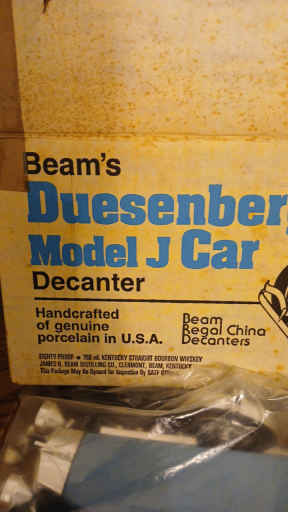 Beam's
Duesenberg
Model J Car
Decanter
Handcrafted
of genuine
porcelain in U.S.A.
Beam
Regal China
Decanters
EIGHTY PROOF • 750 ml. KENTUCKY STRAIGHT BOURBON WHISKEY
JAMES B. BEAM DISTILLING CO., CLERMONT, BEAM, KENTUCKY
This Package May Be Opened for Inspection By